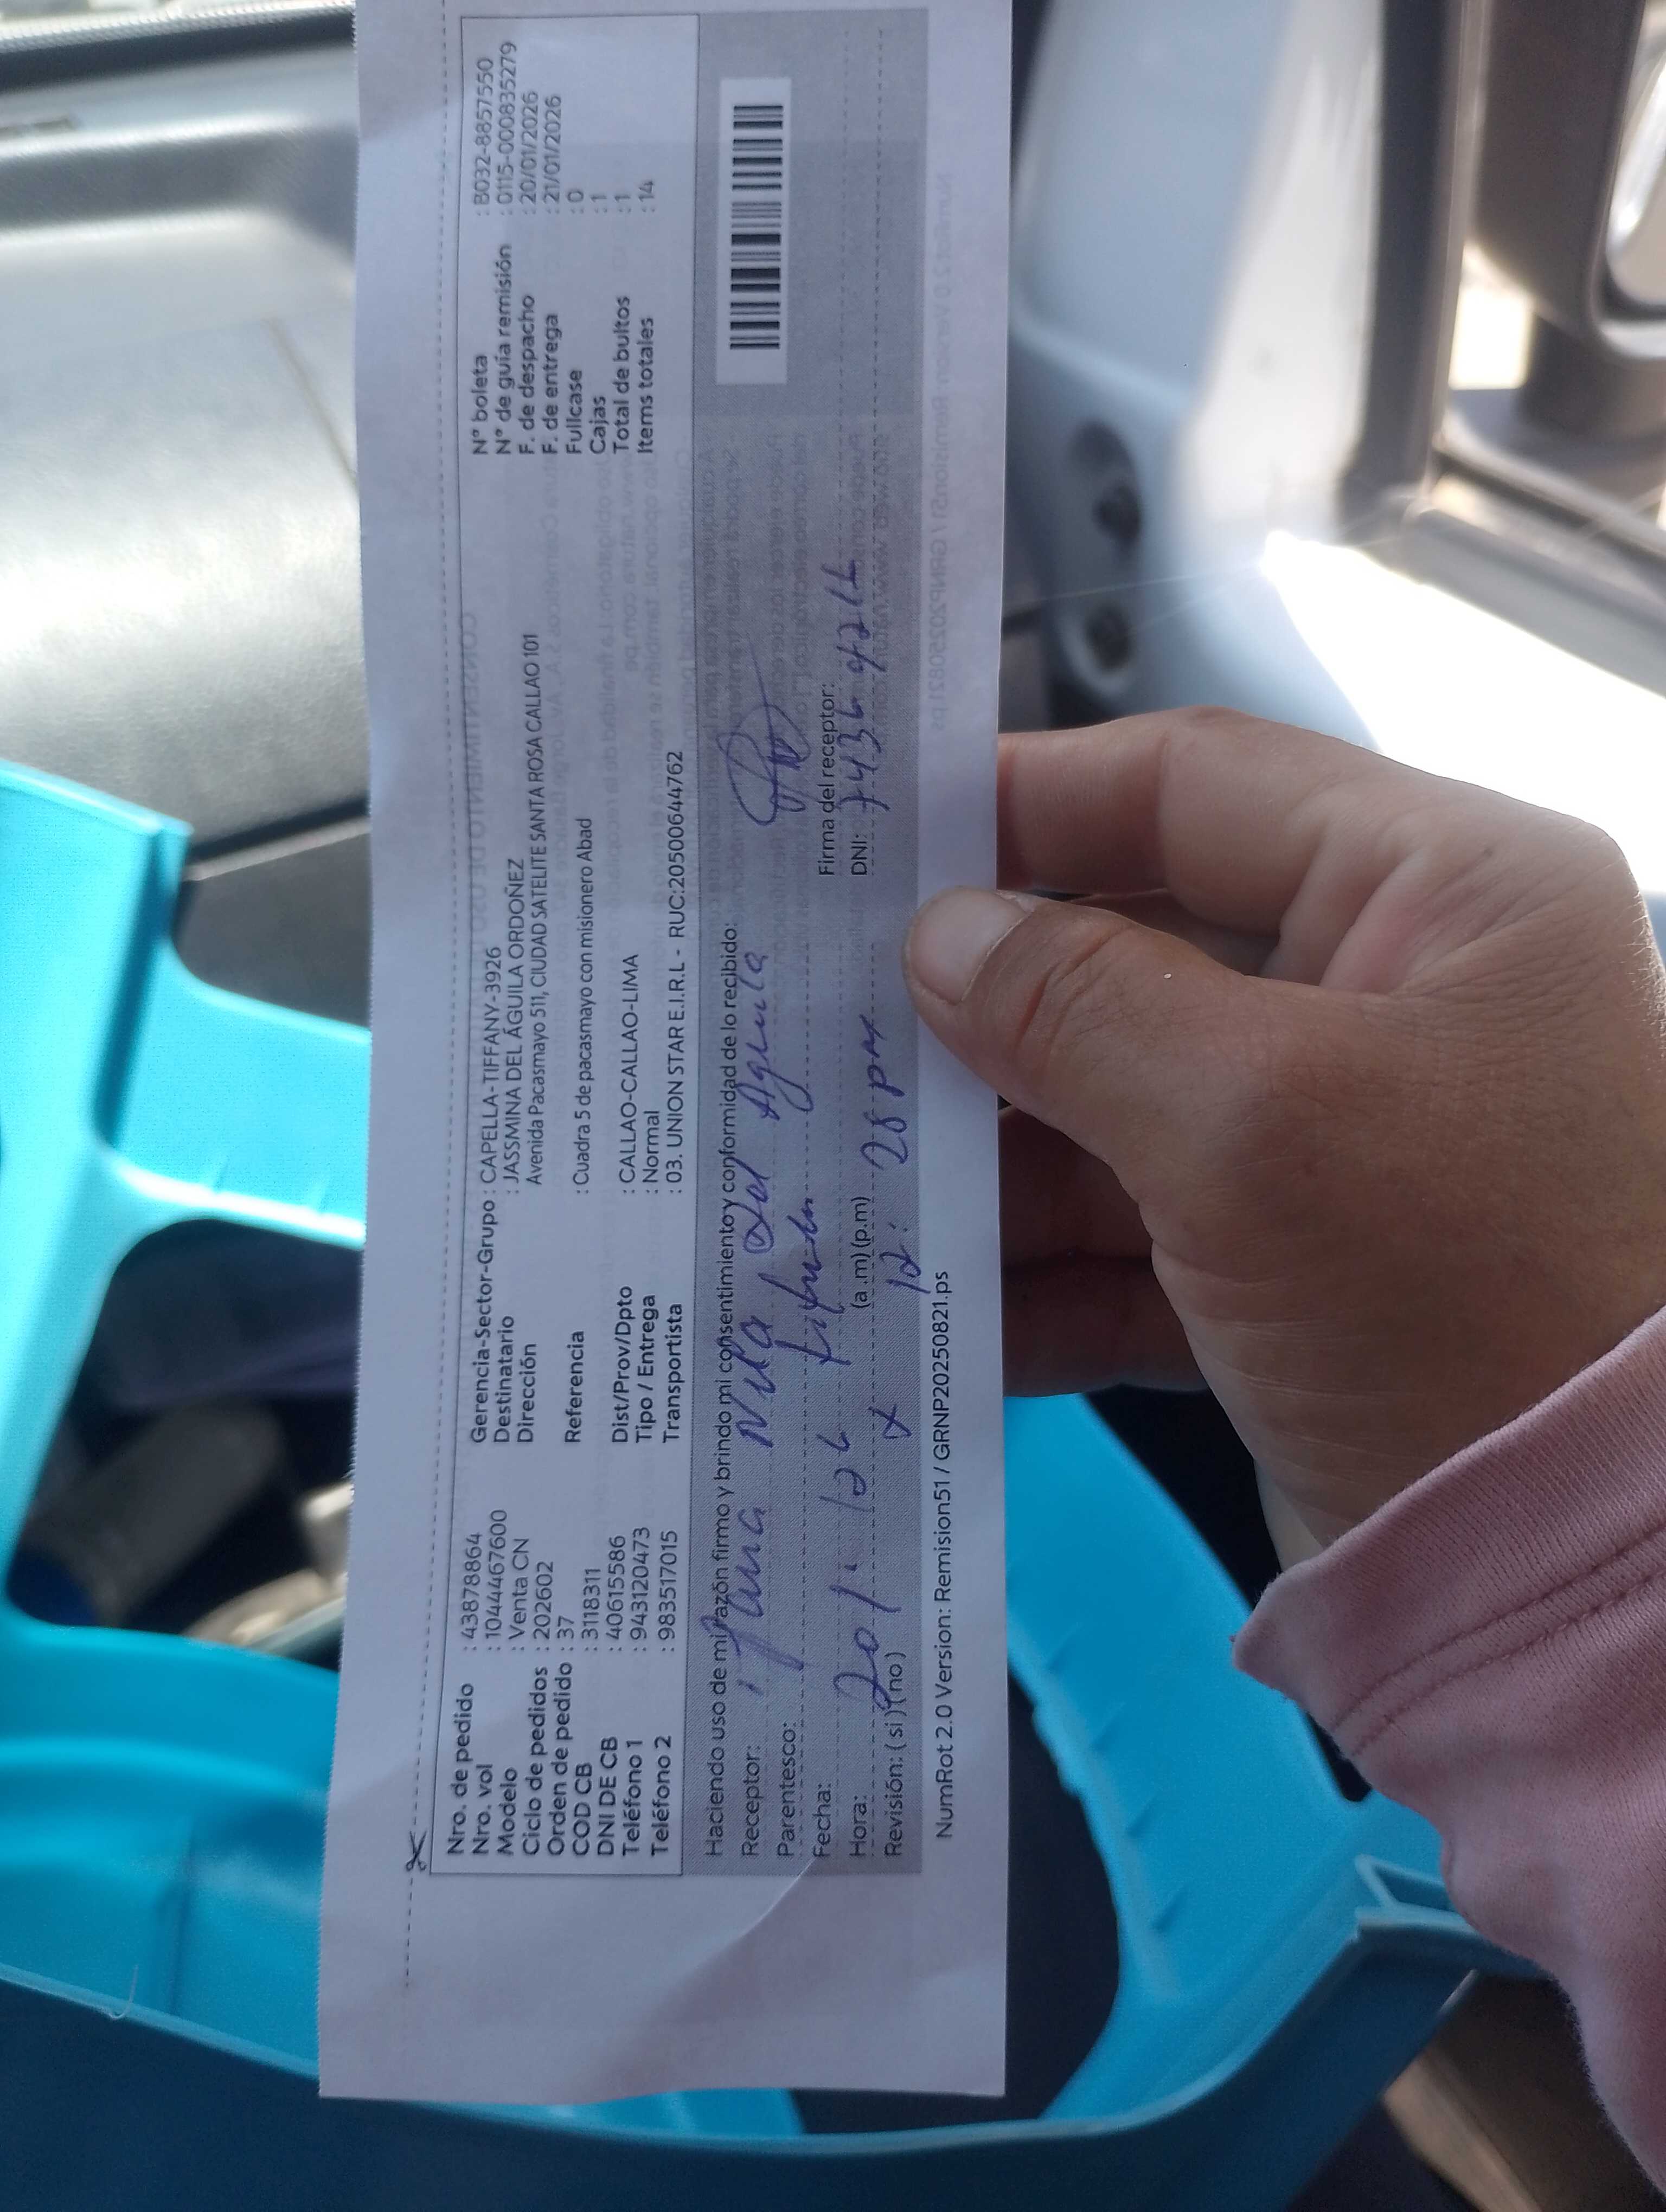 Nro. de pedido : 43878864
Nro. vol : 1044467600
Modelo : Venta CN
Ciclo de pedidos : 202602
Orden de pedido : 37
COD CB : 3118311
DNI DE CB : 40615586
Teléfono 1 : 943120473
Teléfono 2 : 983517015
Gerencia-Sector-Grupo : CAPELLA-TIFFANY-3926
Destinatario : JASSMINA DEL ÁGUILA ORDOÑEZ
Dirección Avenida Pacasmayo 511, CIUDAD SATELITE SANTA ROSA CALLAO 101
Referencia : Cuadra 5 de pacasmayo con misionero Abad
Dist/Prov/Dpto : CALLAO-CALLAO-LIMA
Tipo / Entrega : Normal
Transportista : 03. UNION STAR E.I.R.L - RUC:20500644762
N° boleta : B032-88557550
N° de guía remisión : 0115-000835279
F. de despacho : 20/01/2026
F. de entrega : 21/01/2026
Fullcase : 0
Cajas : 1
Total de bultos : 1
Items totales : 14
Haciendo uso de mi razón firmo y brindo mi consentimiento y conformidad de lo recibido:
Receptor: Del Aguila
Parentesco:
Fecha: 20/1/26
Firma del receptor:
Hora: (a.m) (p.m) 12:28 pm
DNI:
Revisión: (si) (no) x
NumRot 2.0 Version: Remision51 / GRNP20250821.ps